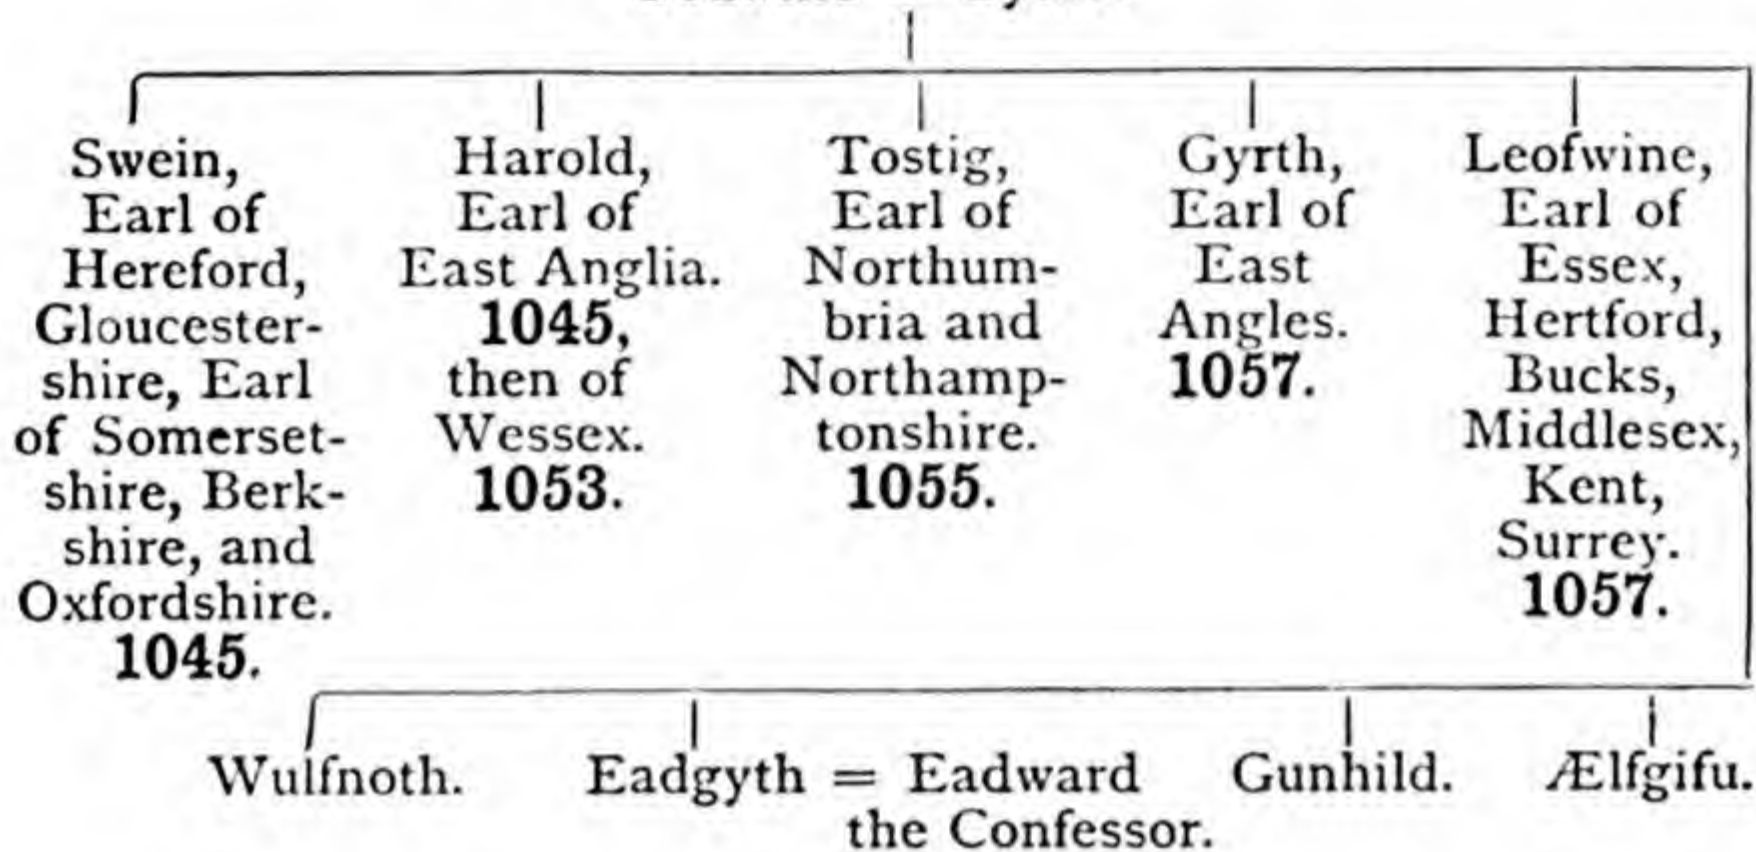 Swein,
Earl of
Hereford,
Gloucester-
shire, Earl
of Somerset-
shire, Berk-
shire, and
Oxfordshire.
1045.
Harold,
Earl of
East Anglia.
1045,
then of
Wessex.
1053.
Tostig,
Earl of
Northum-
bria and
Northamp-
tonshire.
1055.
Gyrth,
Earl of
East
Angles.
1057.
Leofwine,
Earl of
Essex,
Hertford,
Bucks,
Middlesex,
Kent,
Surrey.
1057.
Wulfnoth.
Eadgyth = Eadward
the Confessor.
Gunhild.
Ælfgifu.